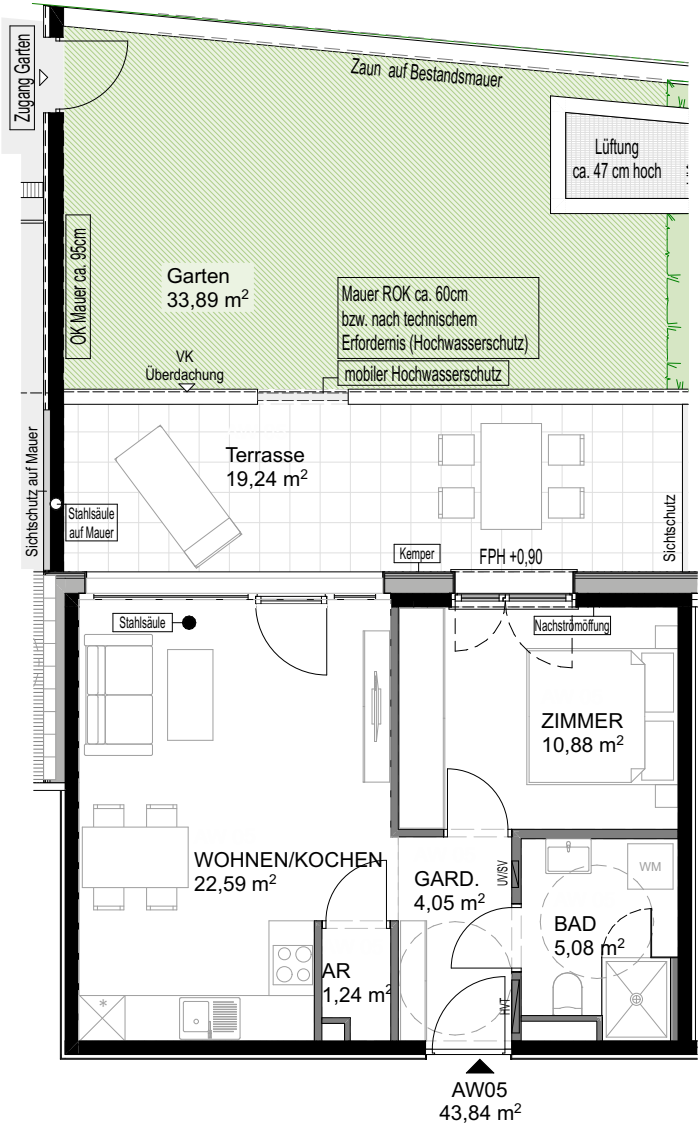 Zugang Garten
Zaun auf Bestandsmauer
Lüftung
ca. 47 cm hoch
OK Mauer ca. 95cm
Garten
33,89 m²
Mauer ROK ca. 60cm
bzw. nach technischem
Erfordernis (Hochwasserschutz)
VK
Überdachung
mobiler Hochwasserschutz
Sichtschutz auf Mauer
Terrasse
19,24 m²
Stahlsäule
auf Mauer
Sichtschutz
Kemper
FPH +0,90
Stahlsäule
Nachströmöffung
ZIMMER
10,88 m²
WOHNEN/KOCHEN
22,59 m²
GARD.
4,05 m²
UV/SV
WM
BAD
5,08 m²
AR
1,24 m²
HVT
*
AW05
43,84 m²